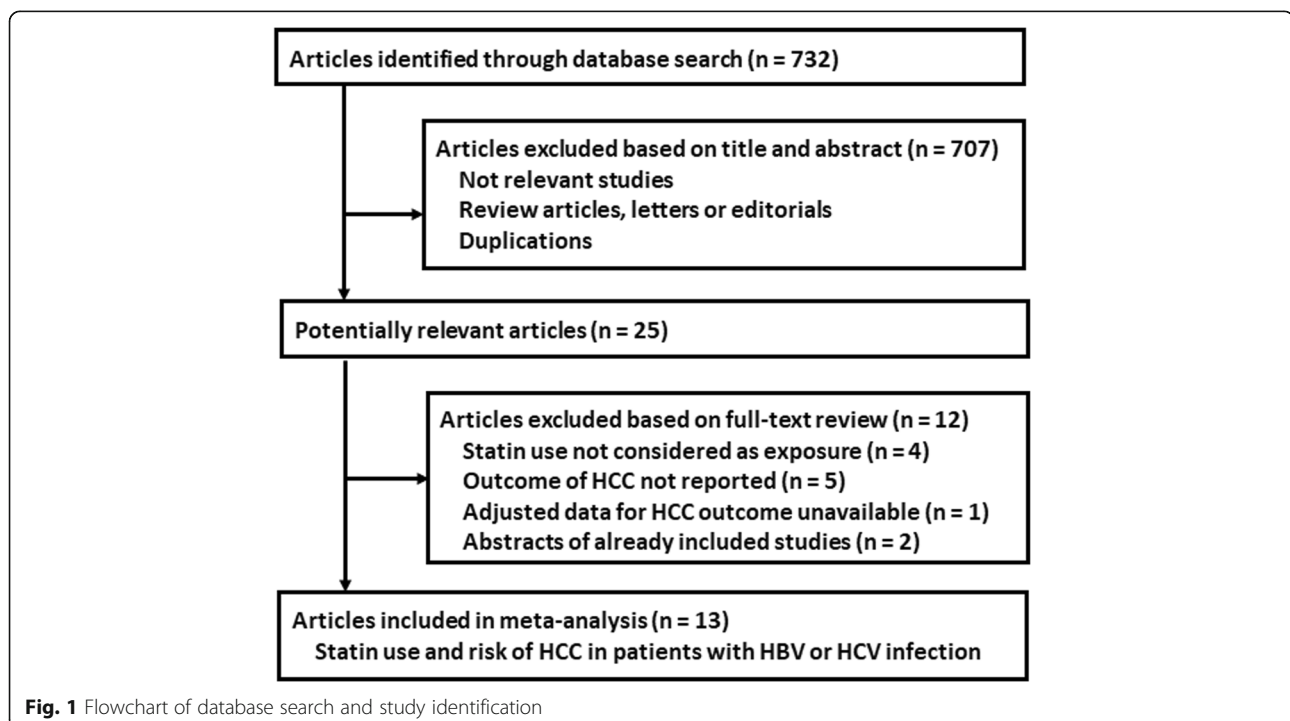 Articles identified through database search (n = 732)
Articles excluded based on title and abstract (n = 707)
Not relevant studies
Review articles, letters or editorials
Duplications
Potentially relevant articles (n = 25)
Articles excluded based on full-text review (n = 12)
Statin use not considered as exposure (n = 4)
Outcome of HCC not reported (n = 5)
Adjusted data for HCC outcome unavailable (n = 1)
Abstracts of already included studies (n = 2)
Articles included in meta-analysis (n = 13)
Statin use and risk of HCC in patients with HBV or HCV infection
Fig. 1 Flowchart of database search and study identification